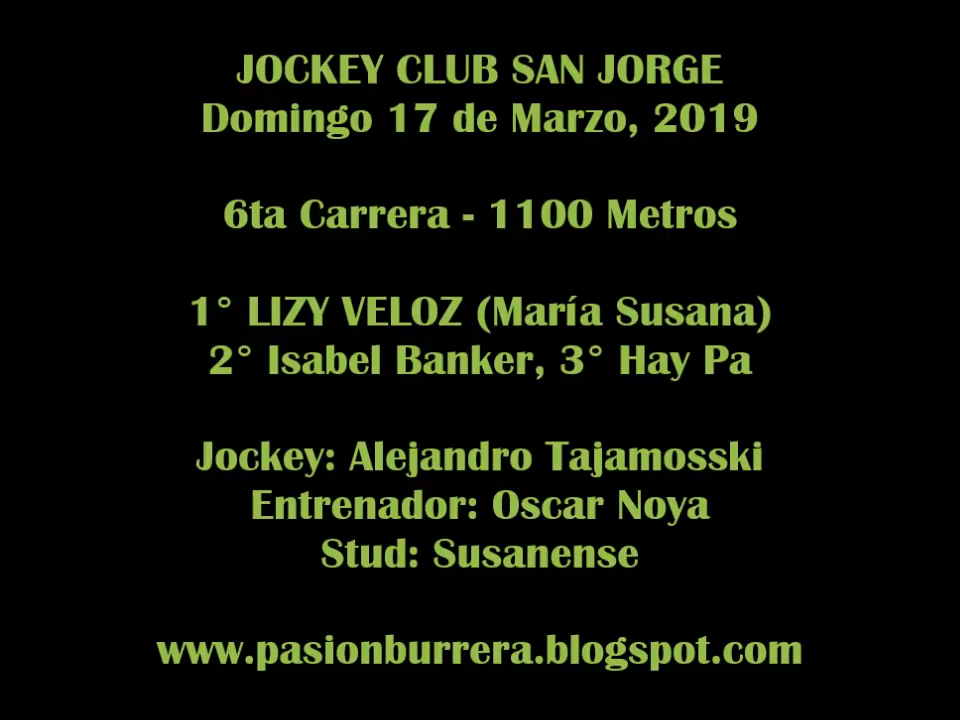 JOCKEY CLUB SAN JORGE
Domingo 17 de Marzo, 2019
6ta Carrera - 1100 Metros
1° LIZY VELOZ (María Susana)
2° Isabel Banker, 3° Hay Pa
Jockey: Alejandro Tajamosski
Entrenador: Oscar Noya
Stud: Susanense
www.pasionburrera.blogspot.com